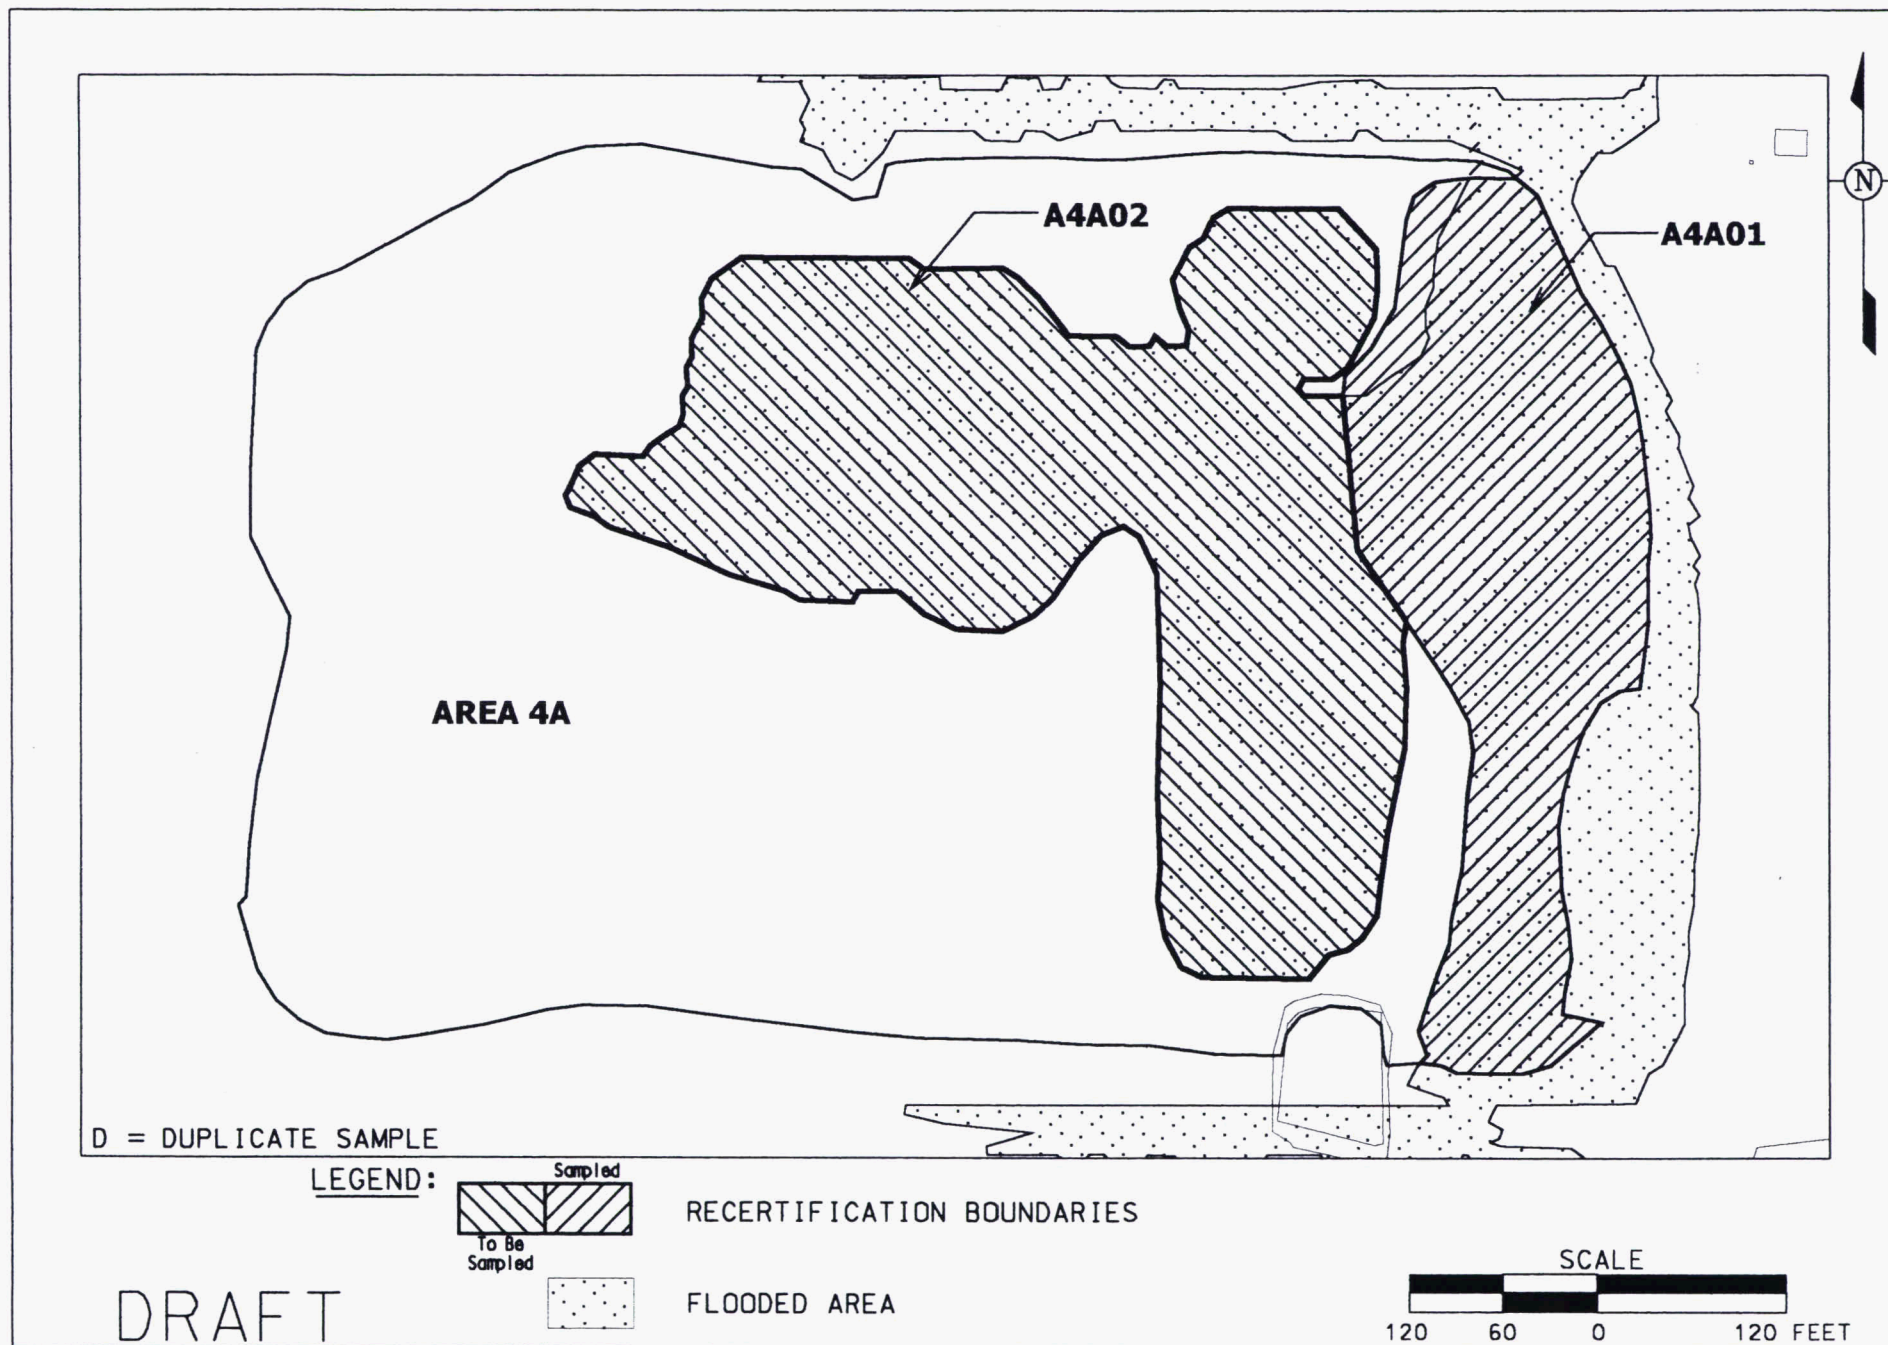 N
A4A02
A4A01
AREA 4A
D = DUPLICATE SAMPLE
LEGEND:
Sampled
To Be
Sampled
RECERTIFICATION BOUNDARIES
FLOODED AREA
SCALE
120 60 0 120 FEET
DRAFT